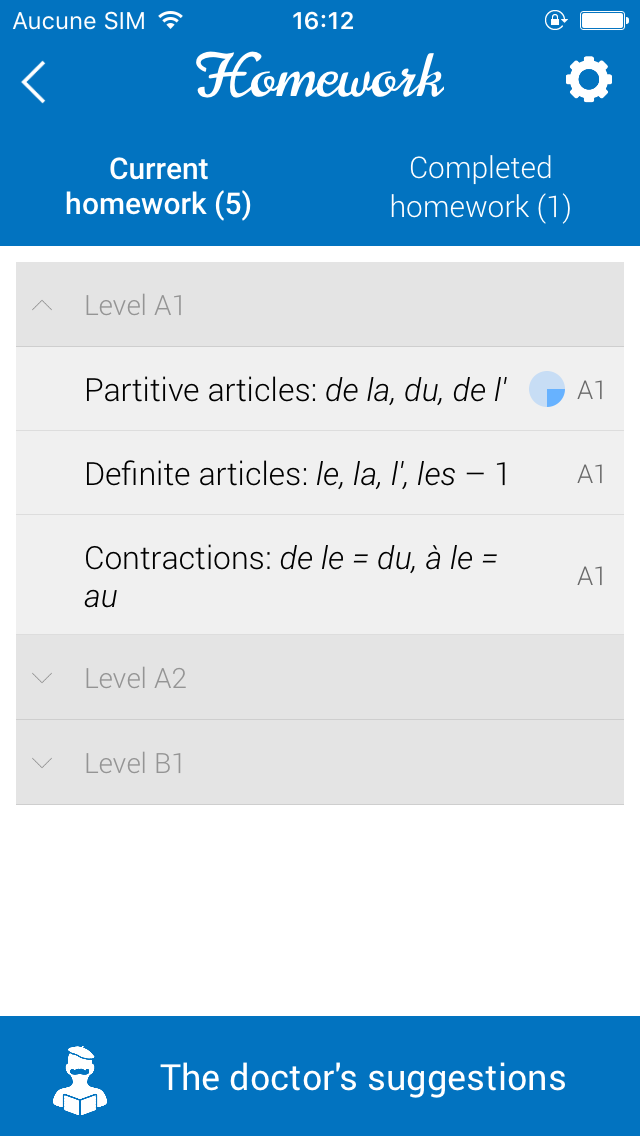 Aucune SIM 16:12
Homework
Current
homework (5)
Completed
homework (1)
Level A1
Partitive articles: de la, du, de l' A1
Definite articles: le, la, l', les – 1 A1
Contractions: de le = du, à le =
au
A1
Level A2
Level B1
The doctor's suggestions